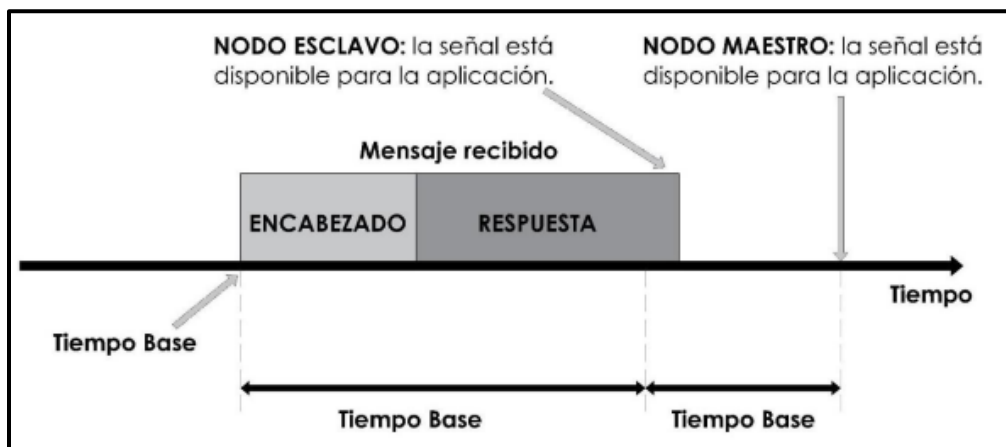 NODO ESCLAVO: la señal está
disponible para la aplicación.
NODO MAESTRO: la señal está
disponible para la aplicación.
Mensaje recibido
ENCABEZADO
RESPUESTA
Tiempo
Tiempo Base
Tiempo Base
Tiempo Base